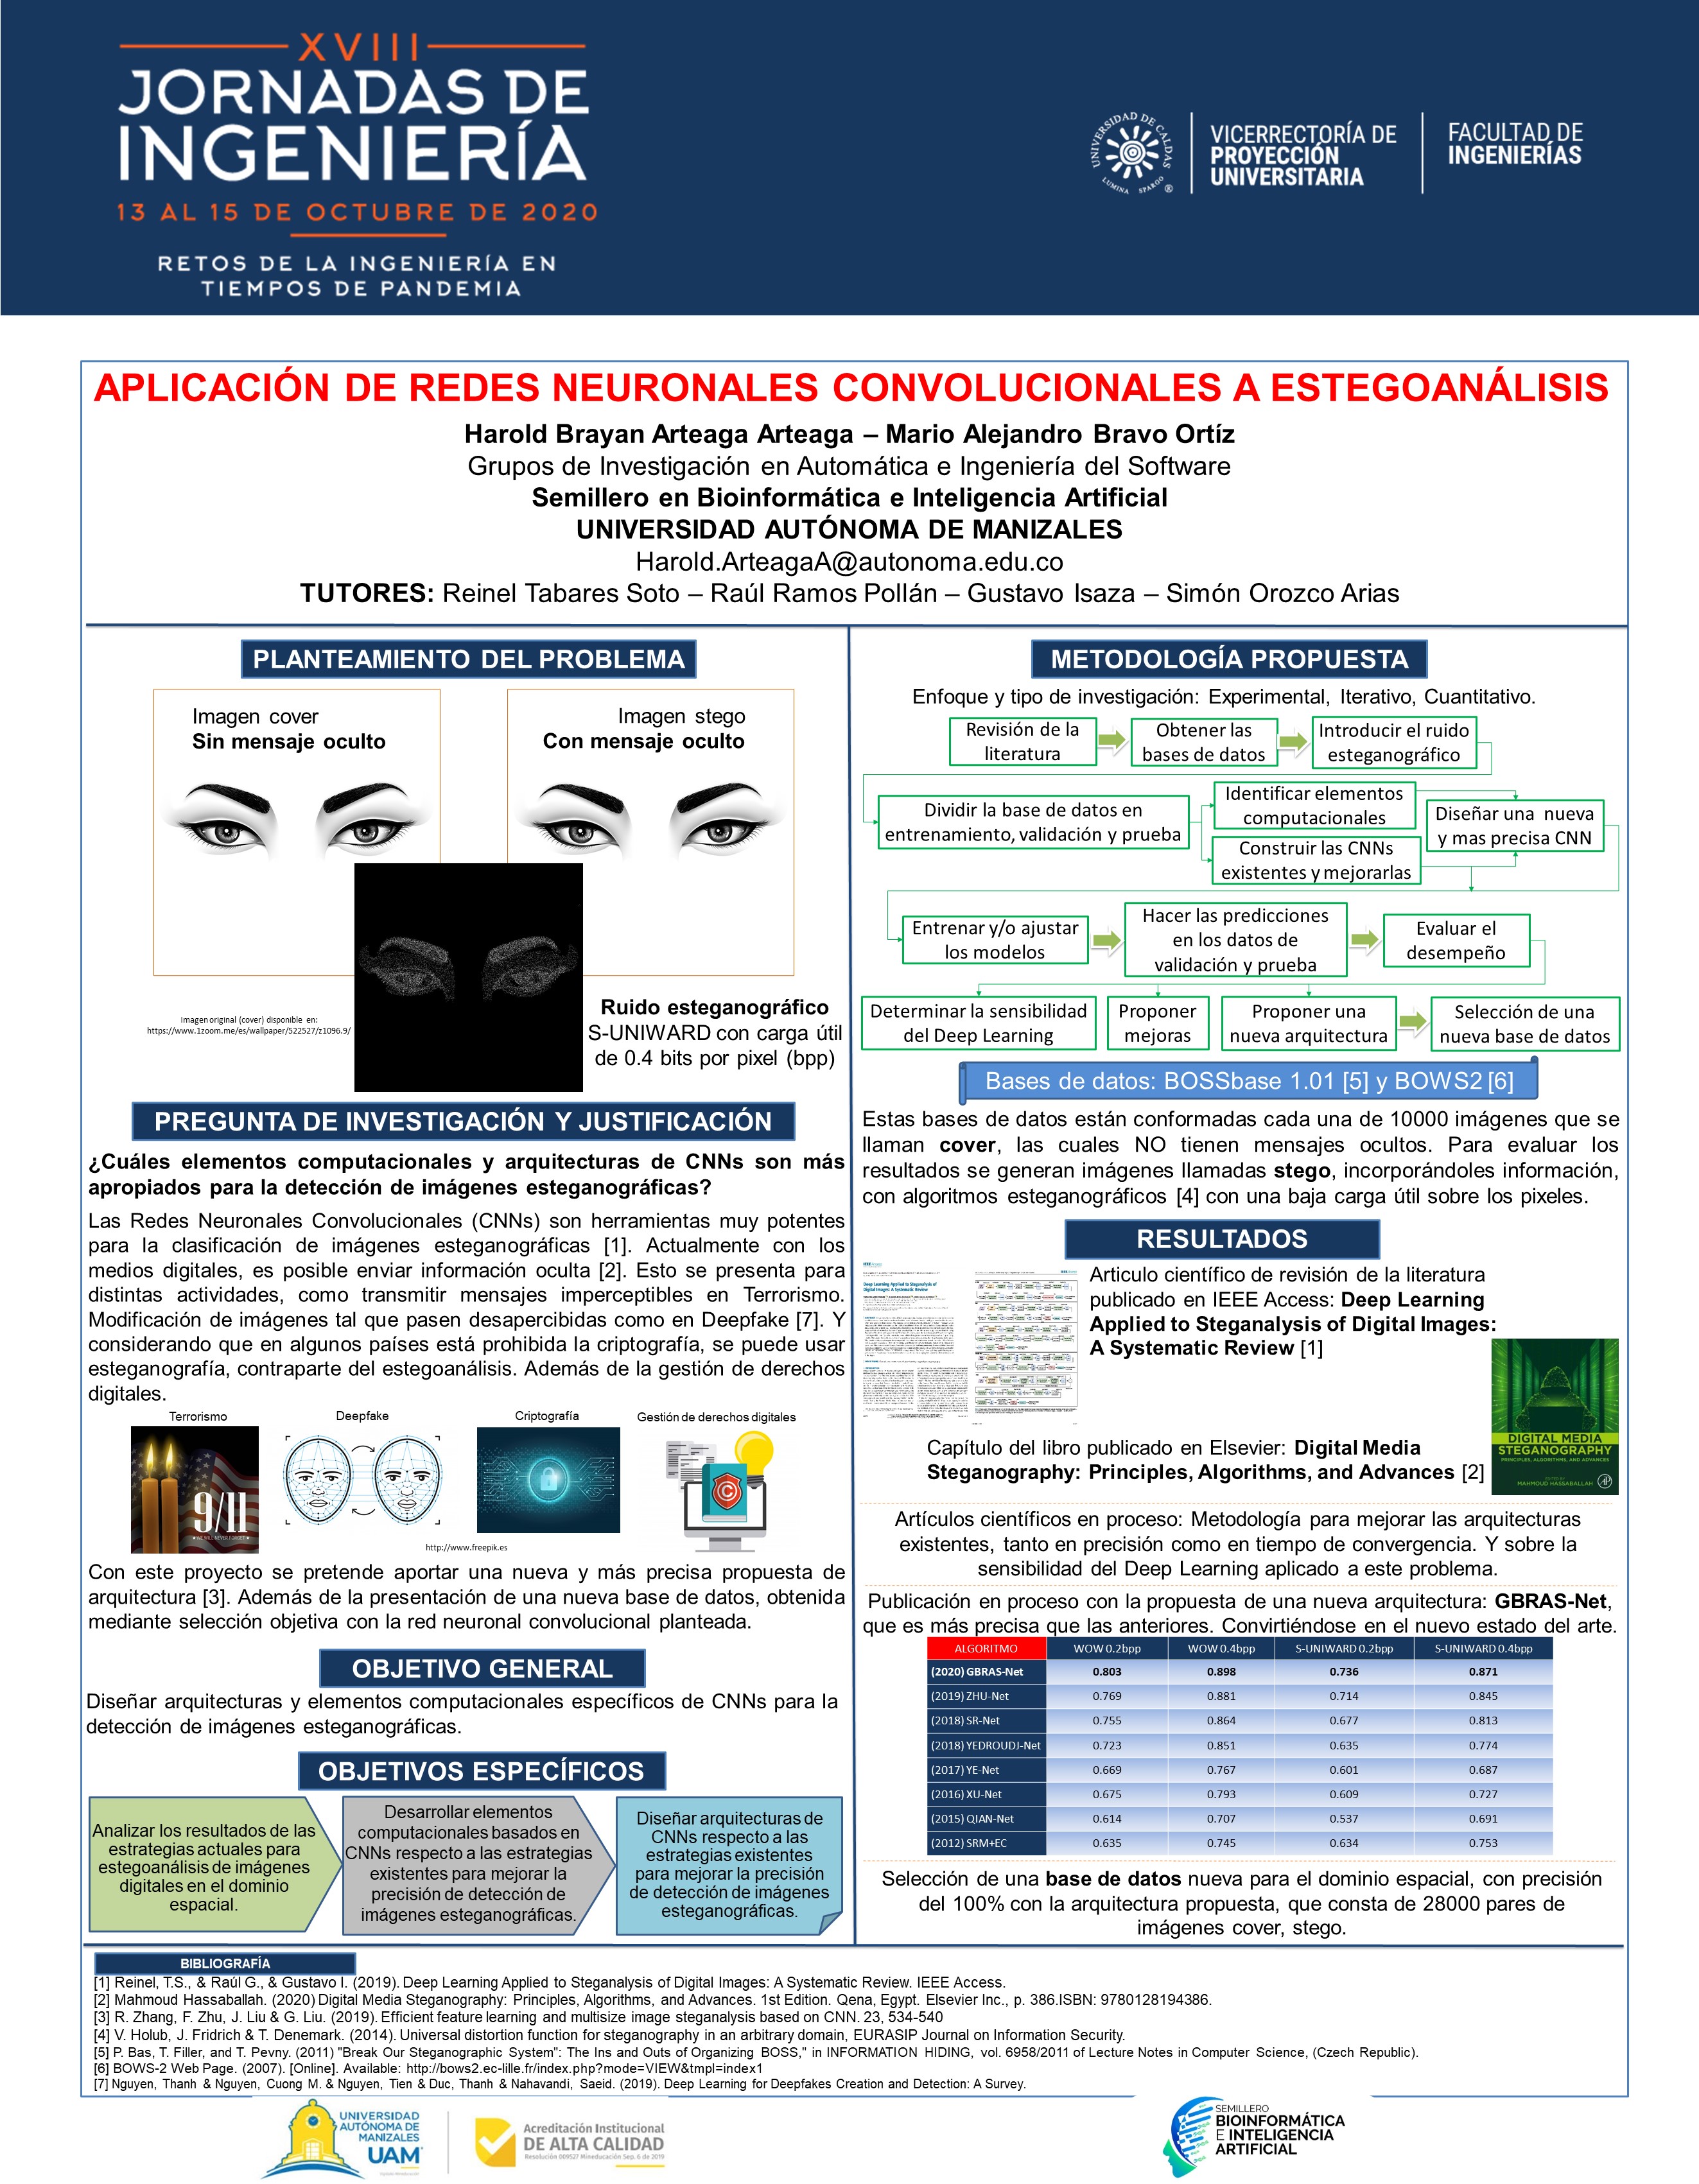 XVIII
JORNADAS DE
INGENIERÍA
13 AL 15 DE OCTUBRE DE 2020
RETOS DE LA INGENIERÍA EN
TIEMPOS DE PANDEMIA
UNIVERSIDAD DE CALDAS
LUMINA SPARGO
®
VICERRECTORÍA DE
PROYECCIÓN
UNIVERSITARIA
FACULTAD DE
INGENIERÍAS
APLICACIÓN DE REDES NEURONALES CONVOLUCIONALES A ESTEGOANÁLISIS
Harold Brayan Arteaga Arteaga – Mario Alejandro Bravo Ortíz
Grupos de Investigación en Automática e Ingeniería del Software
Semillero en Bioinformática e Inteligencia Artificial
UNIVERSIDAD AUTÓNOMA DE MANIZALES
Harold.ArteagaA@autonoma.edu.co
TUTORES: Reinel Tabares Soto – Raúl Ramos Pollán – Gustavo Isaza – Simón Orozco Arias
PLANTEAMIENTO DEL PROBLEMA
Imagen cover
Sin mensaje oculto
Imagen stego
Con mensaje oculto
Imagen original (cover) disponible en:
https://www.1zoom.me/es/wallpaper/522527/z1096.9/
Ruido esteganográfico
S-UNIWARD con carga útil
de 0.4 bits por pixel (bpp)
PREGUNTA DE INVESTIGACIÓN Y JUSTIFICACIÓN
¿Cuáles elementos computacionales y arquitecturas de CNNs son más
apropiados para la detección de imágenes esteganográficas?
Las Redes Neuronales Convolucionales (CNNs) son herramientas muy potentes
para la clasificación de imágenes esteganográficas [1]. Actualmente con los
medios digitales, es posible enviar información oculta [2]. Esto se presenta para
distintas actividades, como transmitir mensajes imperceptibles en Terrorismo.
Modificación de imágenes tal que pasen desapercibidas como en Deepfake [7]. Y
considerando que en algunos países está prohibida la criptografía, se puede usar
esteganografía, contraparte del estegoanálisis. Además de la gestión de derechos
digitales.
Terrorismo
Deepfake
Criptografía
Gestión de derechos digitales
9/11
WE WILL NEVER FORGET
http://www.freepik.es
Con este proyecto se pretende aportar una nueva y más precisa propuesta de
arquitectura [3]. Además de la presentación de una nueva base de datos, obtenida
mediante selección objetiva con la red neuronal convolucional planteada.
OBJETIVO GENERAL
Diseñar arquitecturas y elementos computacionales específicos de CNNs para la
detección de imágenes esteganográficas.
OBJETIVOS ESPECÍFICOS
Analizar los resultados de las
estrategias actuales para
estegoanálisis de imágenes
digitales en el dominio
espacial.
Desarrollar elementos
computacionales basados en
CNNs respecto a las estrategias
existentes para mejorar la
precisión de detección de
imágenes esteganográficas.
Diseñar arquitecturas de
CNNs respecto a las
estrategias existentes
para mejorar la precisión
de detección de imágenes
esteganográficas.
METODOLOGÍA PROPUESTA
Enfoque y tipo de investigación: Experimental, Iterativo, Cuantitativo.
Revisión de la
literatura
Obtener las
bases de datos
Introducir el ruido
esteganográfico
Dividir la base de datos en
entrenamiento, validación y prueba
Identificar elementos
computacionales
Construir las CNNs
existentes y mejorarlas
Diseñar una nueva
y mas precisa CNN
Entrenar y/o ajustar
los modelos
Hacer las predicciones
en los datos de
validación y prueba
Evaluar el
desempeño
Determinar la sensibilidad
del Deep Learning
Proponer
mejoras
Proponer una
nueva arquitectura
Selección de una
nueva base de datos
Bases de datos: BOSSbase 1.01 [5] y BOWS2 [6]
Estas bases de datos están conformadas cada una de 10000 imágenes que se
llaman cover, las cuales NO tienen mensajes ocultos. Para evaluar los
resultados se generan imágenes llamadas stego, incorporándoles información,
con algoritmos esteganográficos [4] con una baja carga útil sobre los pixeles.
RESULTADOS
Deep Learning Applied to Steganalysis of
Digital Images: A Systematic Review
Articulo científico de revisión de la literatura
publicado en IEEE Access: Deep Learning
Applied to Steganalysis of Digital Images:
A Systematic Review [1]
Capítulo del libro publicado en Elsevier: Digital Media
Steganography: Principles, Algorithms, and Advances [2]
DIGITAL MEDIA
STEGANOGRAPHY
PRINCIPLES, ALGORITHMS, AND ADVANCES
EDITED BY
MAHMOUD HASSABALLAH
Artículos científicos en proceso: Metodología para mejorar las arquitecturas
existentes, tanto en precisión como en tiempo de convergencia. Y sobre la
sensibilidad del Deep Learning aplicado a este problema.
Publicación en proceso con la propuesta de una nueva arquitectura: GBRAS-Net,
que es más precisa que las anteriores. Convirtiéndose en el nuevo estado del arte.
ALGORITMO WOW 0.2bpp WOW 0.4bpp S-UNIWARD 0.2bpp S-UNIWARD 0.4bpp
(2020) GBRAS-Net 0.803 0.898 0.736 0.871
(2019) ZHU-Net 0.769 0.881 0.714 0.845
(2018) SR-Net 0.755 0.864 0.677 0.813
(2018) YEDROUDJ-Net 0.723 0.851 0.635 0.774
(2017) YE-Net 0.669 0.767 0.601 0.687
(2016) XU-Net 0.675 0.793 0.609 0.727
(2015) QIAN-Net 0.614 0.707 0.537 0.691
(2012) SRM+EC 0.635 0.745 0.634 0.753
Selección de una base de datos nueva para el dominio espacial, con precisión
del 100% con la arquitectura propuesta, que consta de 28000 pares de
imágenes cover, stego.
BIBLIOGRAFÍA
[1] Reinel, T.S., & Raúl G., & Gustavo I. (2019). Deep Learning Applied to Steganalysis of Digital Images: A Systematic Review. IEEE Access.
[2] Mahmoud Hassaballah. (2020) Digital Media Steganography: Principles, Algorithms, and Advances. 1st Edition. Qena, Egypt. Elsevier Inc., p. 386.ISBN: 9780128194386.
[3] R. Zhang, F. Zhu, J. Liu & G. Liu. (2019). Efficient feature learning and multisize image steganalysis based on CNN. 23, 534-540
[4] V. Holub, J. Fridrich & T. Denemark. (2014). Universal distortion function for steganography in an arbitrary domain, EURASIP Journal on Information Security.
[5] P. Bas, T. Filler, and T. Pevny. (2011) "Break Our Steganographic System": The Ins and Outs of Organizing BOSS," in INFORMATION HIDING, vol. 6958/2011 of Lecture Notes in Computer Science, (Czech Republic).
[6] BOWS-2 Web Page. (2007). [Online]. Available: http://bows2.ec-lille.fr/index.php?mode=VIEW&tmpl=index1
[7] Nguyen, Thanh & Nguyen, Cuong M. & Nguyen, Tien & Duc, Thanh & Nahavandi, Saeid. (2019). Deep Learning for Deepfakes Creation and Detection: A Survey.
UNIVERSIDAD
AUTÓNOMA DE
MANIZALES
UAM
Acreditación Institucional
DE ALTA CALIDAD
Resolución 009527 Mineducación Sep. 6 de 2019
SEMILLERO
BIOINFORMÁTICA
E INTELIGENCIA
ARTIFICIAL